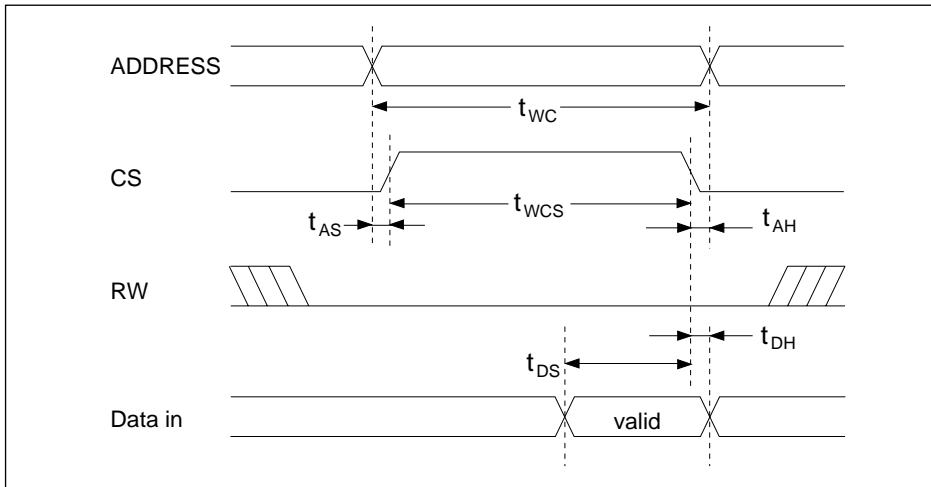 ADDRESS
tWC
CS
tWCS
tAS
tAH
RW
tDH
tDS
Data in
valid